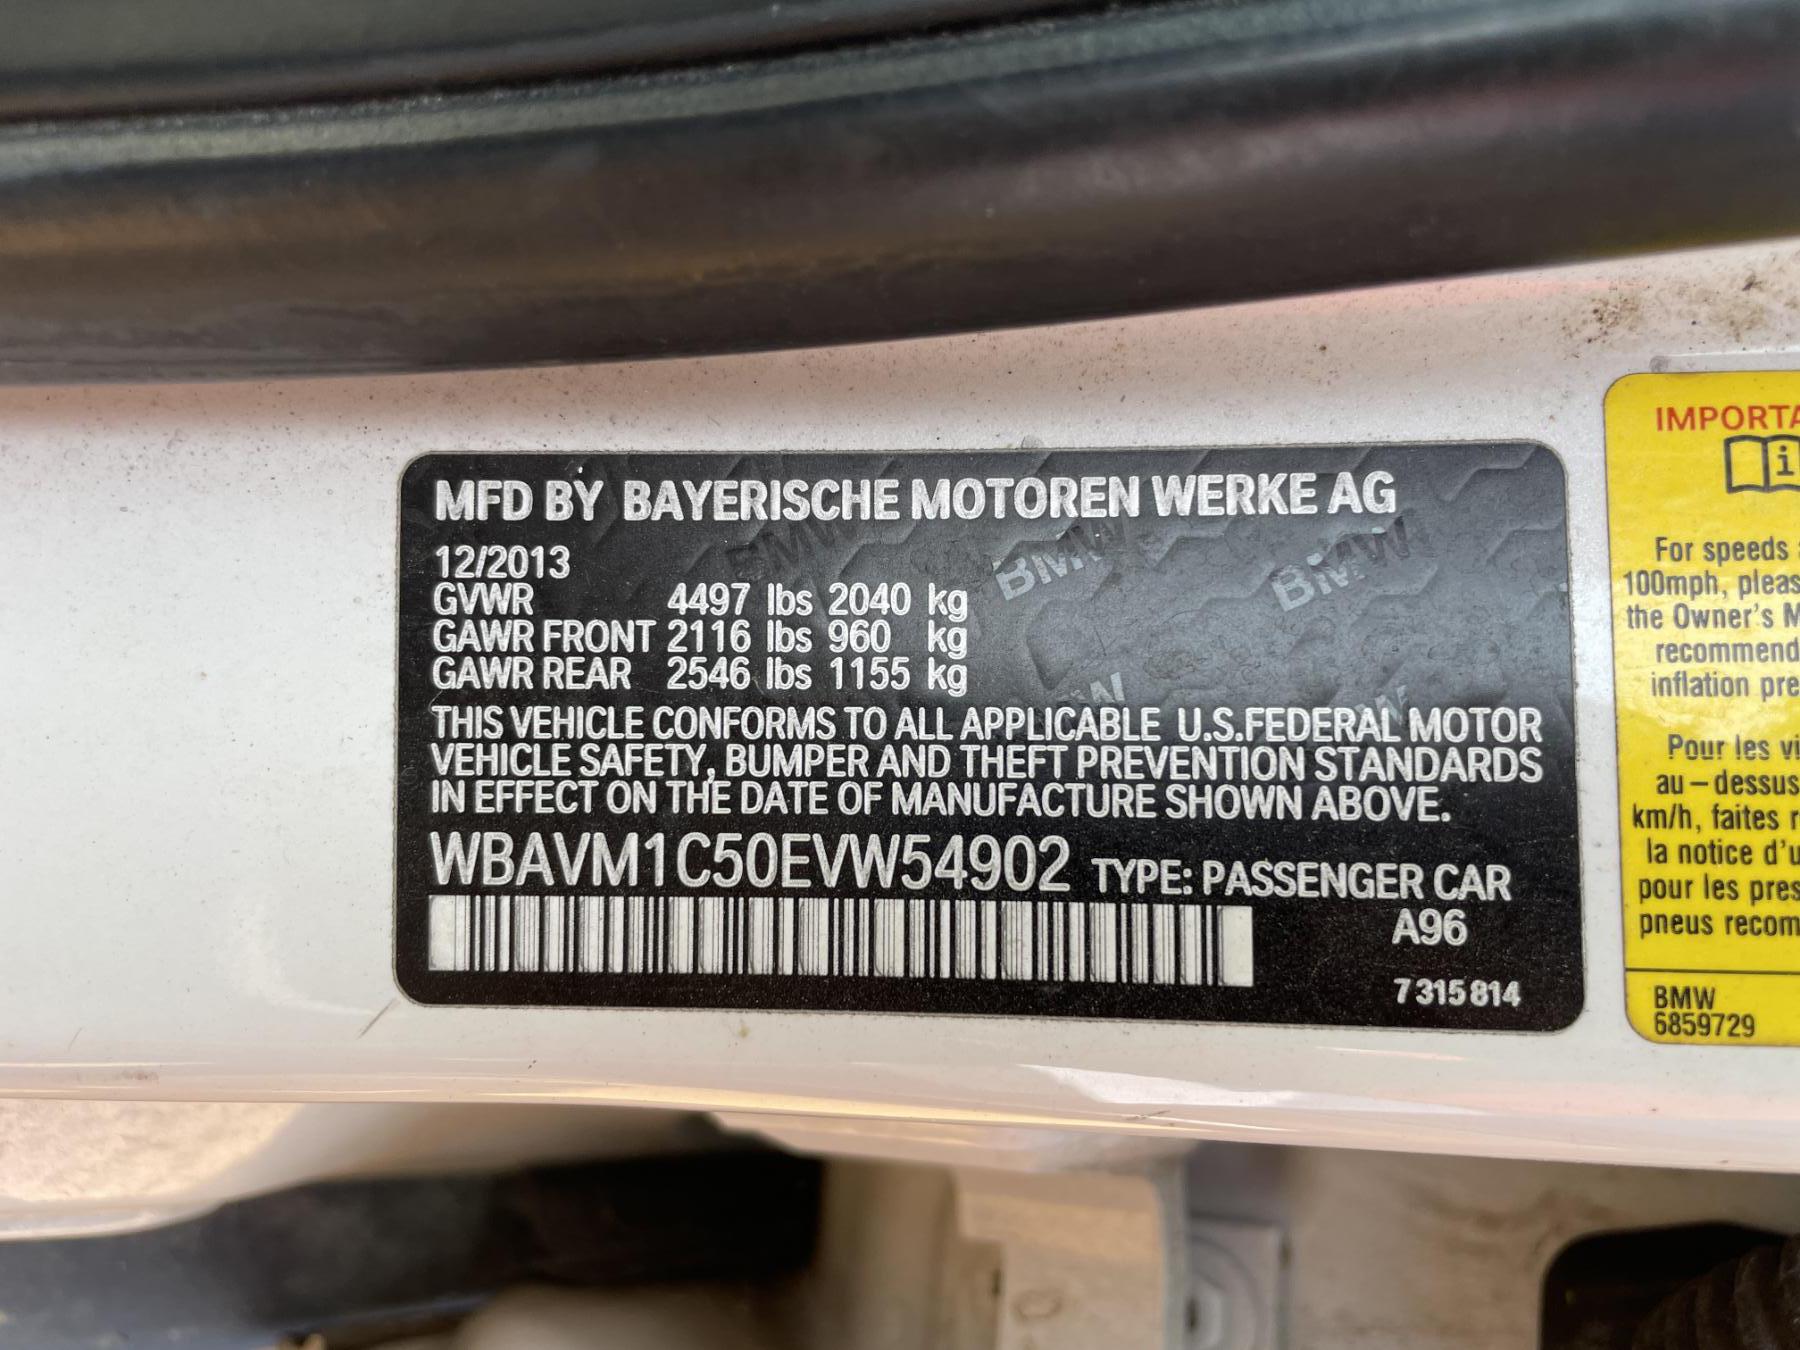 MFD BY BAYERISCHE MOTOREN WERKE AG
12/2013
GVWR 4497 lbs 2040 kg
GAWR FRONT 2116 lbs 960 kg
GAWR REAR 2546 lbs 1155 kg
THIS VEHICLE CONFORMS TO ALL APPLICABLE U.S.FEDERAL MOTOR
VEHICLE SAFETY, BUMPER AND THEFT PREVENTION STANDARDS
IN EFFECT ON THE DATE OF MANUFACTURE SHOWN ABOVE.
WBAVM1C50EVW54902 TYPE: PASSENGER CAR
A96
7315814
BMW BMW BMW
BMW
IMPORTA
i
For speeds
100mph, pleas
the Owner's M
recommend
inflation pre
Pour les vi
au – dessus
km/h, faites r
la notice d'u
pour les pres
pneus recom
BMW
6859729